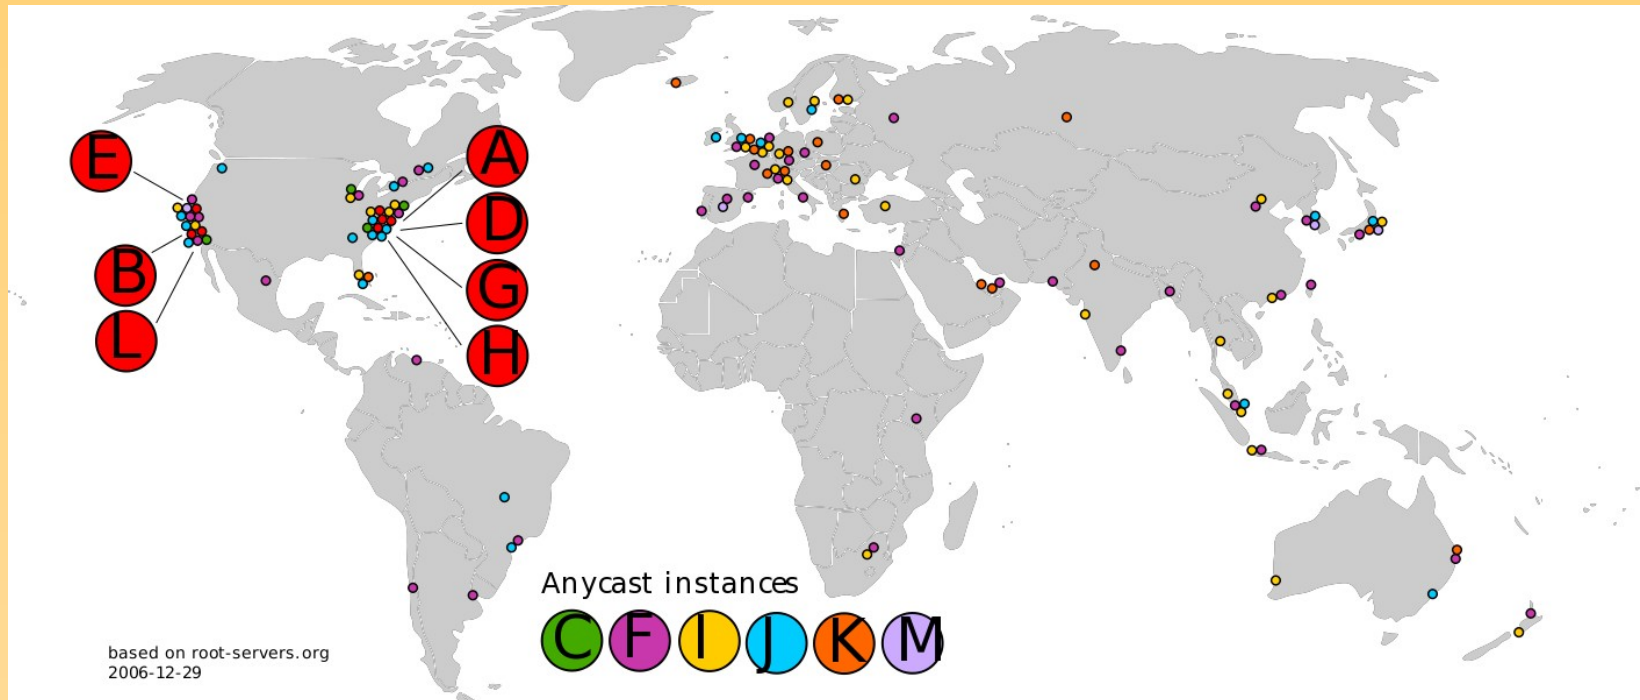 E
A
D
B
G
L
H
Anycast instances
C F I J K M
based on root-servers.org
2006-12-29